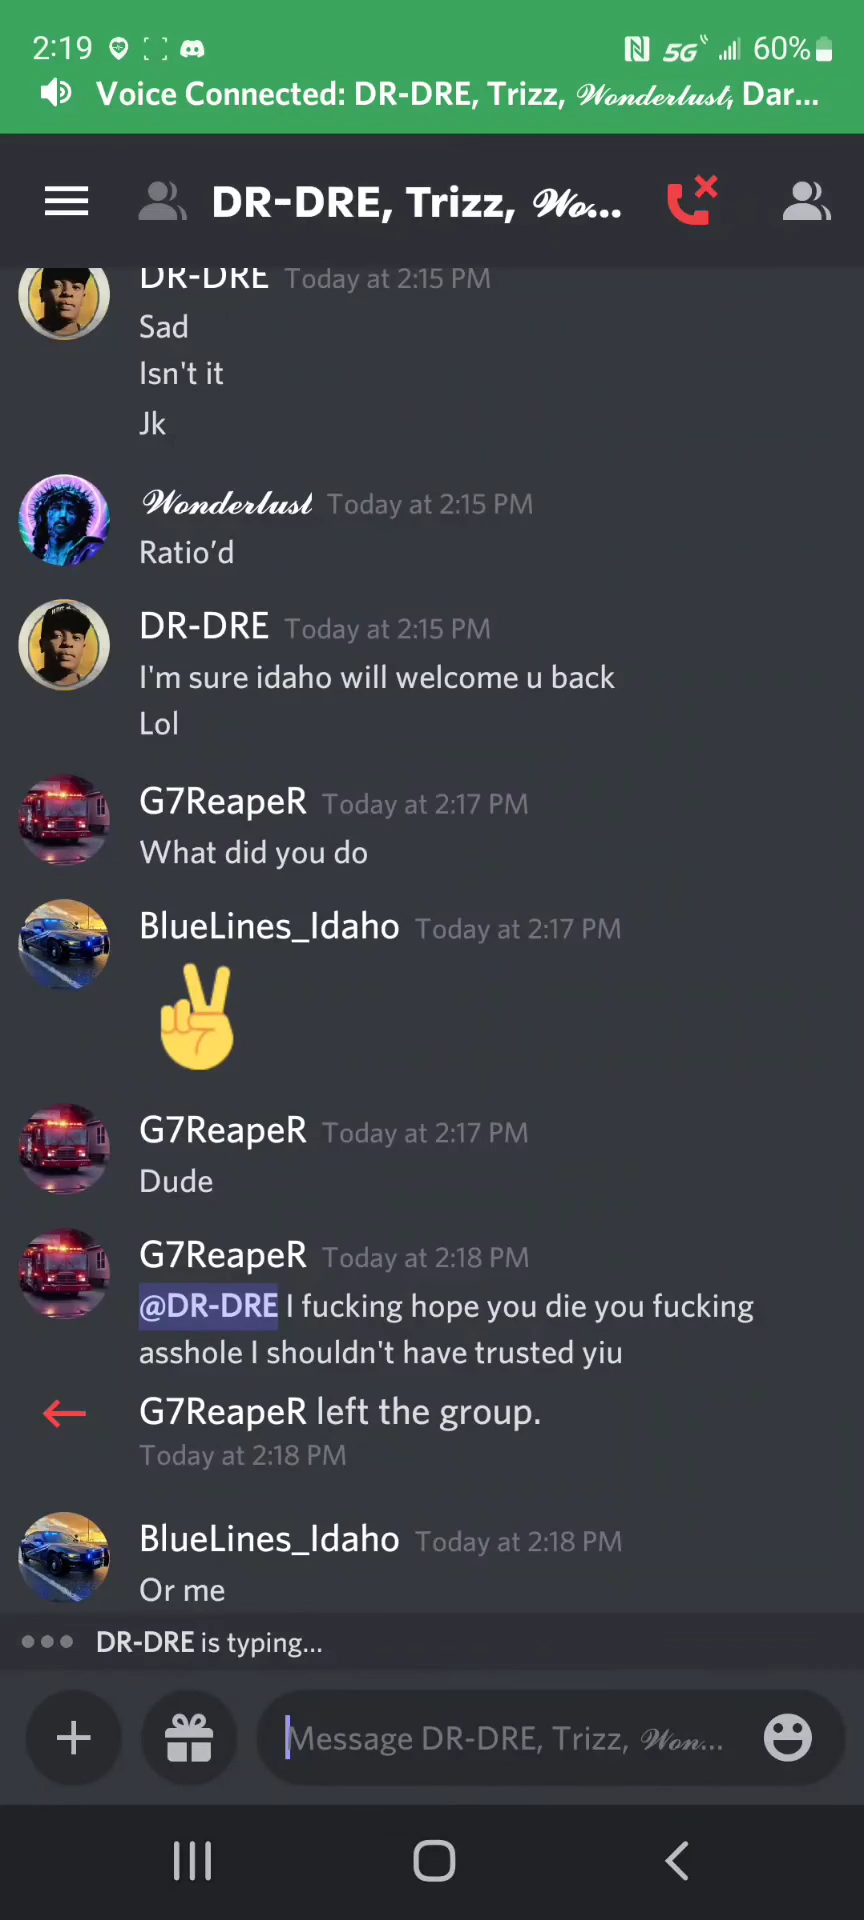 2:19 5G 60%
Voice Connected: DR-DRE, Trizz, 𝓦𝓸𝓷𝓭𝓮𝓻𝓵𝓾𝓼𝓽, Dar...
DR-DRE, Trizz, 𝓦𝓸...
DR-DRE Today at 2:15 PM
Sad
Isn't it
Jk
𝓦𝓸𝓷𝓭𝓮𝓻𝓵𝓾𝓼𝓽 Today at 2:15 PM
Ratio’d
DR-DRE Today at 2:15 PM
I'm sure idaho will welcome u back
Lol
G7ReapeR Today at 2:17 PM
What did you do
BlueLines_Idaho Today at 2:17 PM
✌
G7ReapeR Today at 2:17 PM
Dude
G7ReapeR Today at 2:18 PM
@DR-DRE I fucking hope you die you fucking
asshole I shouldn't have trusted yiu
G7ReapeR left the group.
Today at 2:18 PM
BlueLines_Idaho Today at 2:18 PM
Or me
DR-DRE is typing...
Message DR-DRE, Trizz, 𝓦𝓸𝓷...